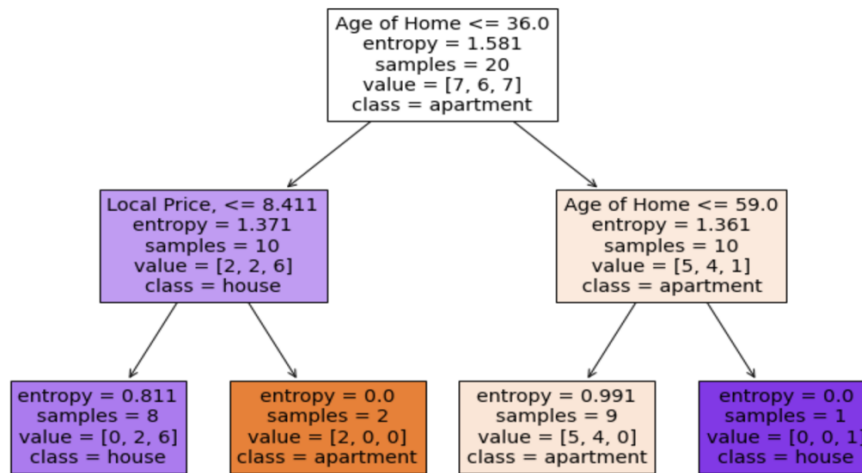 Age of Home <= 36.0
entropy = 1.581
samples = 20
value = [7, 6, 7]
class = apartment
Local Price, <= 8.411
entropy = 1.371
samples = 10
value = [2, 2, 6]
class = house
Age of Home <= 59.0
entropy = 1.361
samples = 10
value = [5, 4, 1]
class = apartment
entropy = 0.811
samples = 8
value = [0, 2, 6]
class = house
entropy = 0.0
samples = 2
value = [2, 0, 0]
class = apartment
entropy = 0.991
samples = 9
value = [5, 4, 0]
class = apartment
entropy = 0.0
samples = 1
value = [0, 0, 1]
class = house